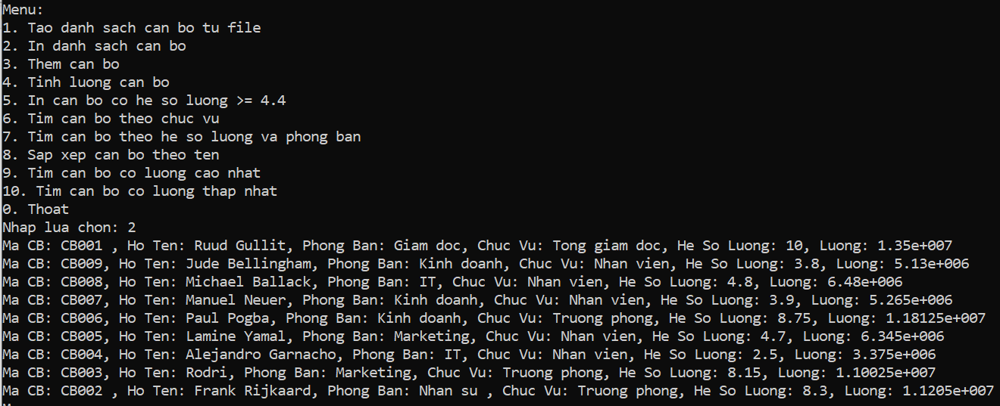 Menu:
1. Tao danh sach can bo tu file
2. In danh sach can bo
3. Them can bo
4. Tinh luong can bo
5. In can bo co he so luong >= 4.4
6. Tim can bo theo chuc vu
7. Tim can bo theo he so luong va phong ban
8. Sap xep can bo theo ten
9. Tim can bo co luong cao nhat
10. Tim can bo co luong thap nhat
0. Thoat
Nhap lua chon: 2
Ma CB: CB001 , Ho Ten: Ruud Gullit, Phong Ban: Giam doc, Chuc Vu: Tong giam doc, He So Luong: 10, Luong: 1.35e+007
Ma CB: CB009, Ho Ten: Jude Bellingham, Phong Ban: Kinh doanh, Chuc Vu: Nhan vien, He So Luong: 3.8, Luong: 5.13e+006
Ma CB: CB008, Ho Ten: Michael Ballack, Phong Ban: IT, Chuc Vu: Nhan vien, He So Luong: 4.8, Luong: 6.48e+006
Ma CB: CB007, Ho Ten: Manuel Neuer, Phong Ban: Kinh doanh, Chuc Vu: Nhan vien, He So Luong: 3.9, Luong: 5.265e+006
Ma CB: CB006, Ho Ten: Paul Pogba, Phong Ban: Kinh doanh, Chuc Vu: Truong phong, He So Luong: 8.75, Luong: 1.18125e+007
Ma CB: CB005, Ho Ten: Lamine Yamal, Phong Ban: Marketing, Chuc Vu: Nhan vien, He So Luong: 4.7, Luong: 6.345e+006
Ma CB: CB004, Ho Ten: Alejandro Garnacho, Phong Ban: IT, Chuc Vu: Nhan vien, He So Luong: 2.5, Luong: 3.375e+006
Ma CB: CB003, Ho Ten: Rodri, Phong Ban: Marketing, Chuc Vu: Truong phong, He So Luong: 8.15, Luong: 1.10025e+007
Ma CB: CB002 , Ho Ten: Frank Rijkaard, Phong Ban: Nhan su , Chuc Vu: Truong phong, He So Luong: 8.3, Luong: 1.1205e+007